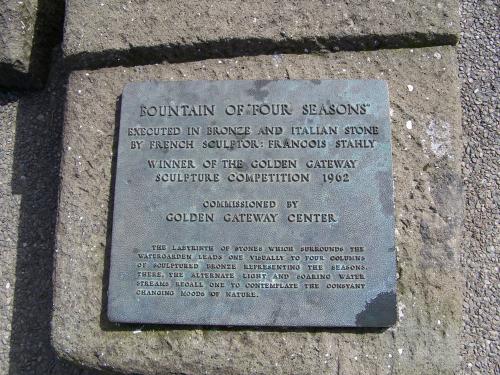 FOUNTAIN OF "FOUR SEASONS"
EXECUTED IN BRONZE AND ITALIAN STONE
BY FRENCH SCULPTOR: FRANCOIS STAHLY
WINNER OF THE GOLDEN GATEWAY
SCULPTURE COMPETITION 1962
COMMISSIONED BY
GOLDEN GATEWAY CENTER
THE LABYRINTH OF STONES WHICH SURROUNDS THE
WATERGARDEN LEADS ONE VISUALLY TO FOUR COLUMNS
OF SCULPTURED BRONZE REPRESENTING THE SEASONS.
THERE, THE ALTERNATE LIGHT AND SOARING WATER
STREAMS RECALL ONE TO CONTEMPLATE THE CONSTANT
CHANGING MOODS OF NATURE.